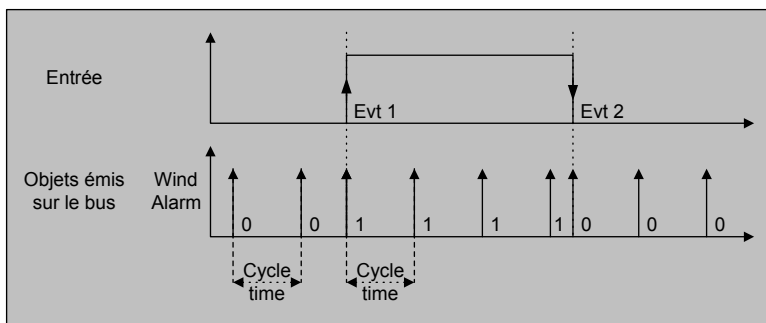 Entrée
Evt 1
Evt 2
Objets émis
sur le bus
Wind
Alarm
0 0 1 1 1 1 0 0 0
Cycle
time
Cycle
time